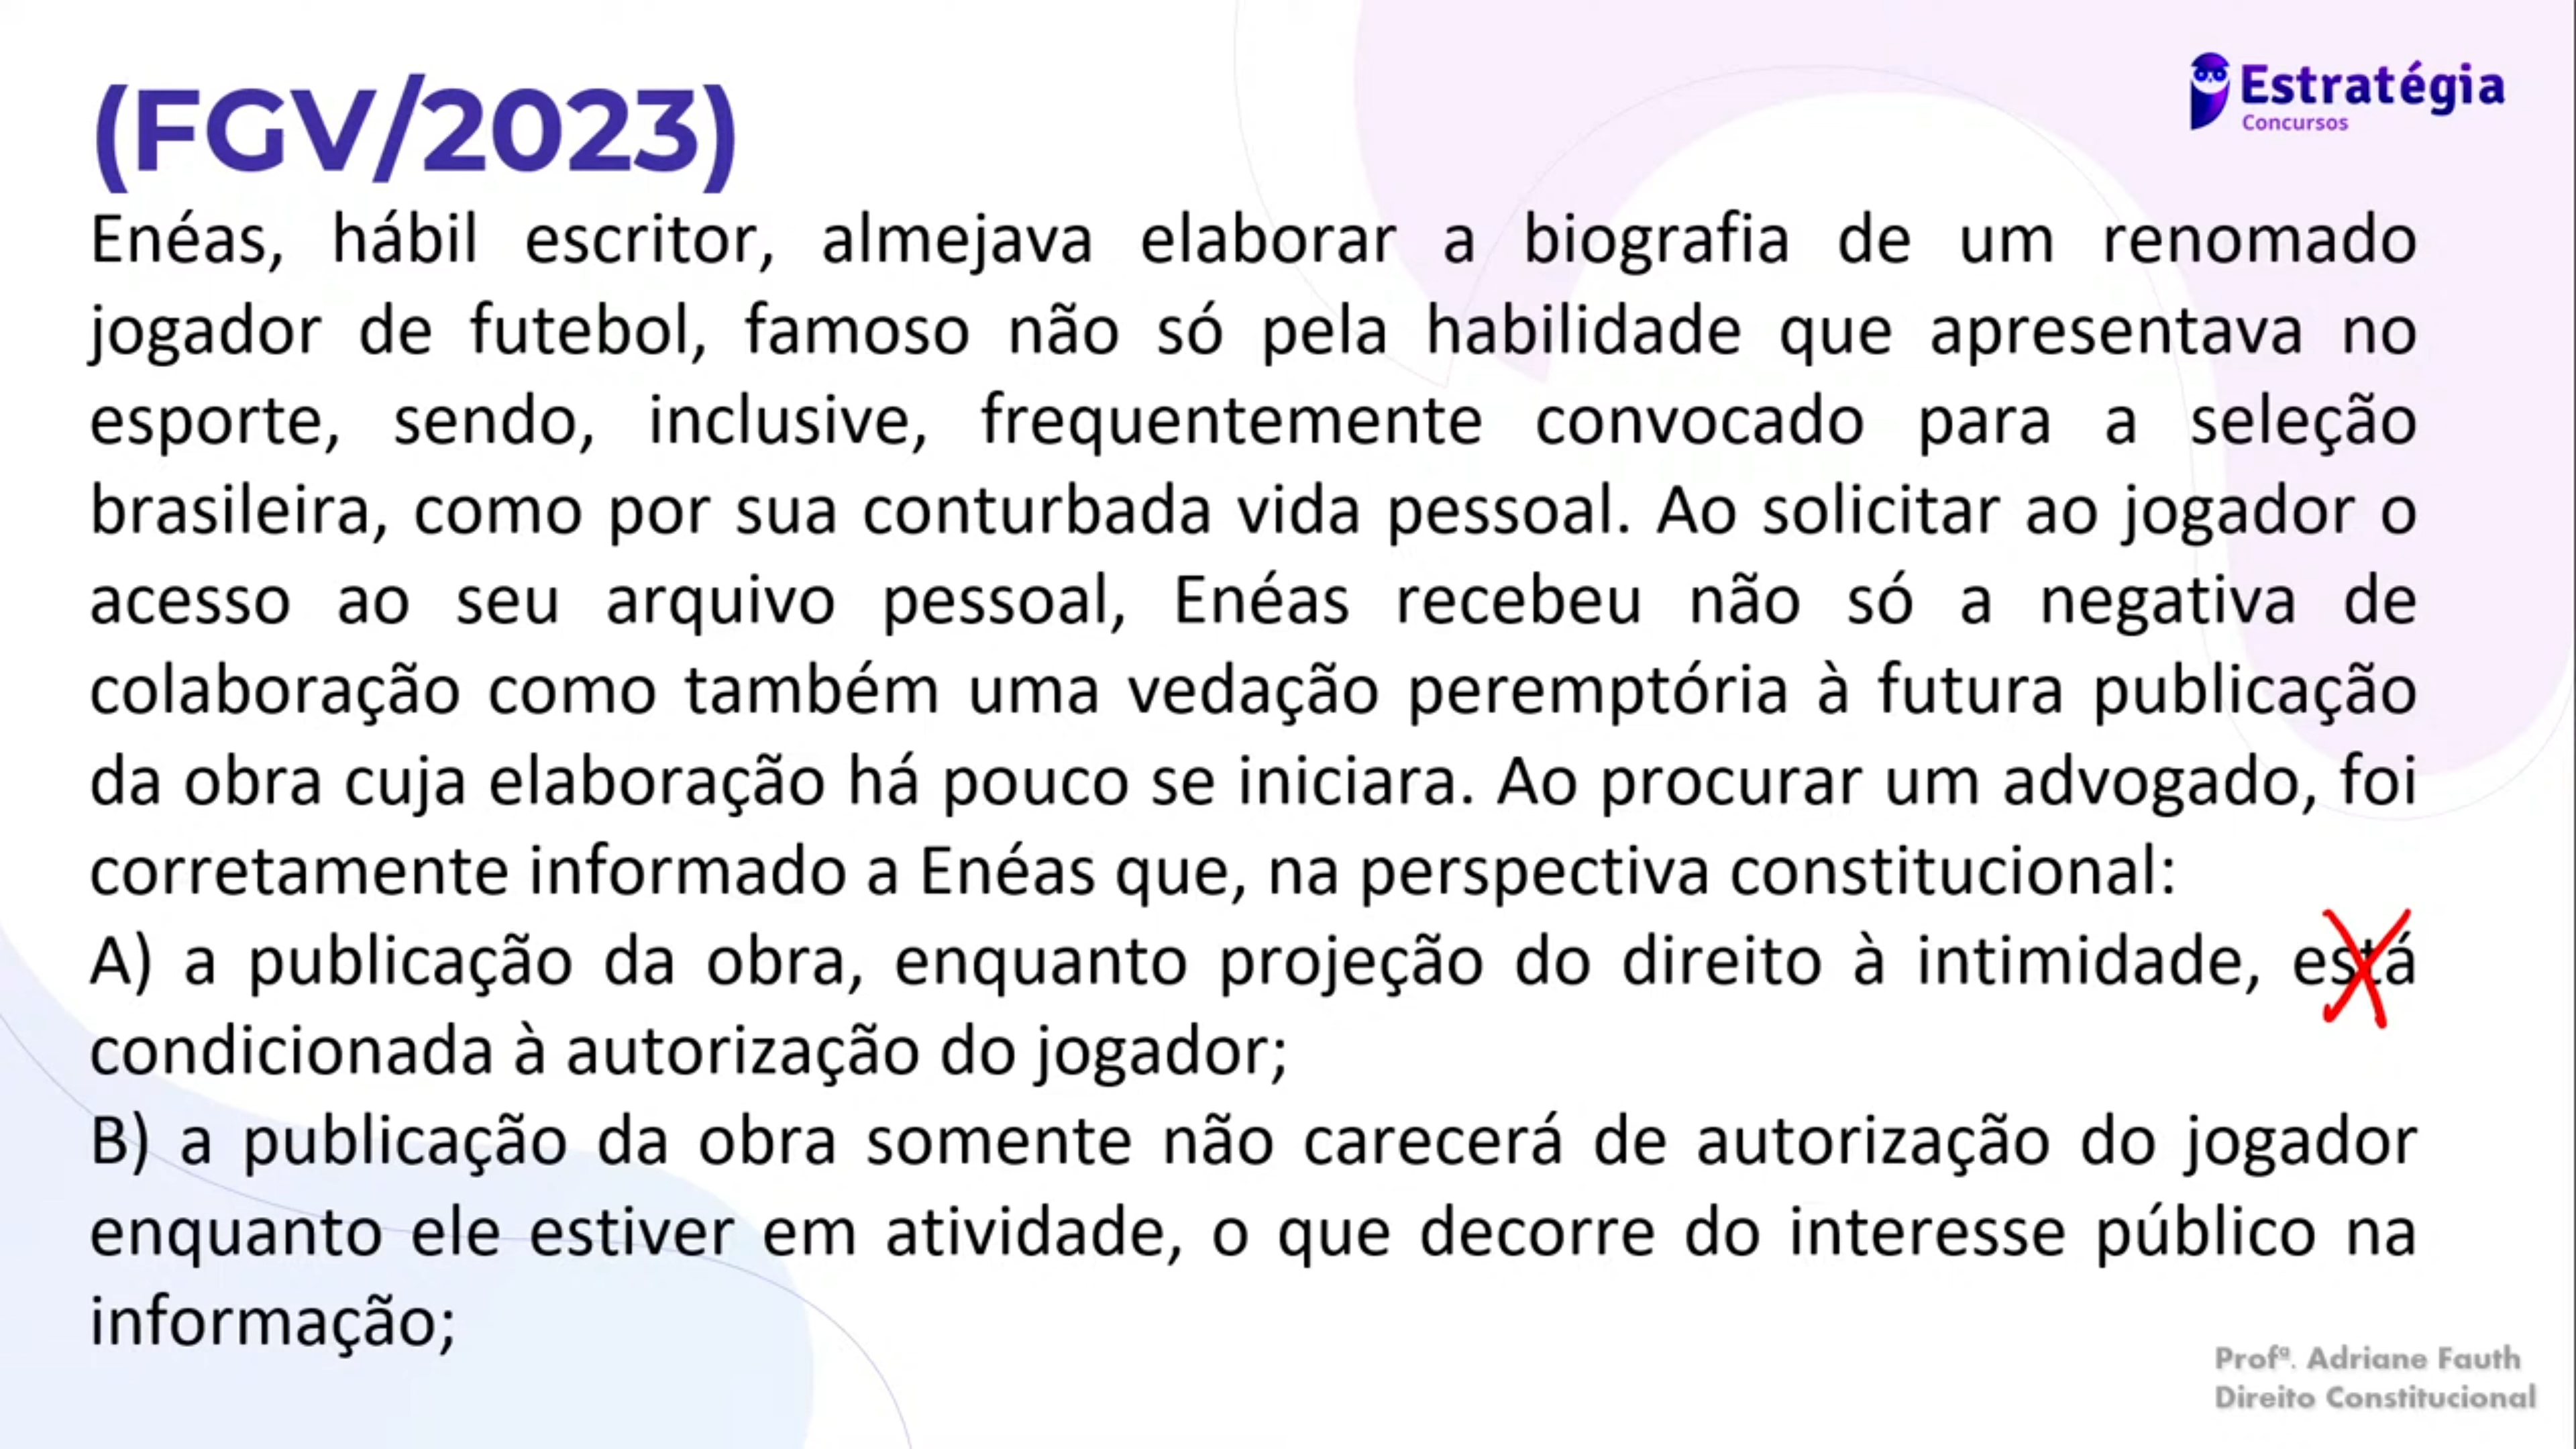 (FGV/2023)
Estratégia
Concursos
Enéas, hábil escritor, almejava elaborar a biografia de um renomado
jogador de futebol, famoso não só pela habilidade que apresentava no
esporte, sendo, inclusive, frequentemente convocado para a seleção
brasileira, como por sua conturbada vida pessoal. Ao solicitar ao jogador o
acesso ao seu arquivo pessoal, Enéas recebeu não só a negativa de
colaboração como também uma vedação peremptória à futura publicação
da obra cuja elaboração há pouco se iniciara. Ao procurar um advogado, foi
corretamente informado a Enéas que, na perspectiva constitucional:
A) a publicação da obra, enquanto projeção do direito à intimidade, está
condicionada à autorização do jogador;
B) a publicação da obra somente não carecerá de autorização do jogador
enquanto ele estiver em atividade, o que decorre do interesse público na
informação;
Profª. Adriane Fauth
Direito Constitucional